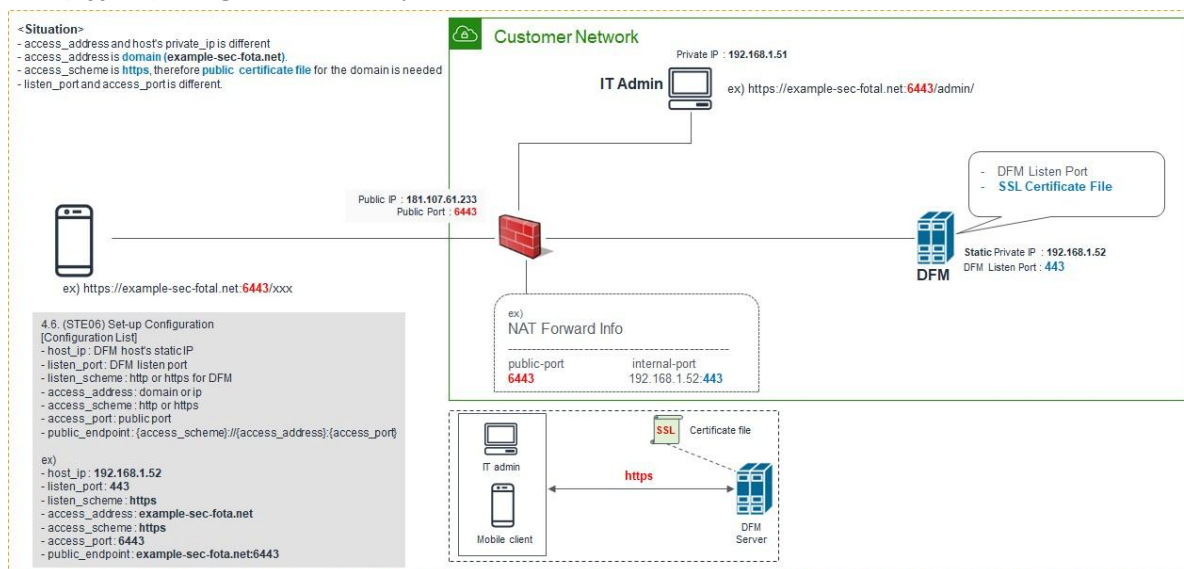 <Situation>
- access_address and host's private_ip is different
- access_address is domain (example-sec-fota.net).
- access_scheme is https, therefore public certificate file for the domain is needed
- listen_port and access_port is different.
Customer Network
Private IP : 192.168.1.51
IT Admin
ex) https://example-sec-fotal.net:6443/admin/
- DFM Listen Port
- SSL Certificate File
Public IP : 181.107.61.233
Public Port : 6443
Static Private IP : 192.168.1.52
DFM Listen Port : 443
DFM
ex) https://example-sec-fotal.net:6443/xxx
ex)
NAT Forward Info
public-port internal-port
6443 192.168.1.52:443
4.6. (STE06) Set-up Configuration
[Configuration List]
- host_ip : DFM host's static IP
- listen_port : DFM listen port
- listen_scheme : http or https for DFM
- access_address : domain or ip
- access_scheme : http or https
- access_port : public port
- public_endpoint : {access_scheme}://{access_address}:{access_port}
ex)
- host_ip : 192.168.1.52
- listen_port : 443
- listen_scheme : https
- access_address : example-sec-fota.net
- access_scheme : https
- access_port : 6443
- public_endpoint : example-sec-fota.net:6443
SSL Certificate file
IT admin
https
Mobile client
DFM
Server